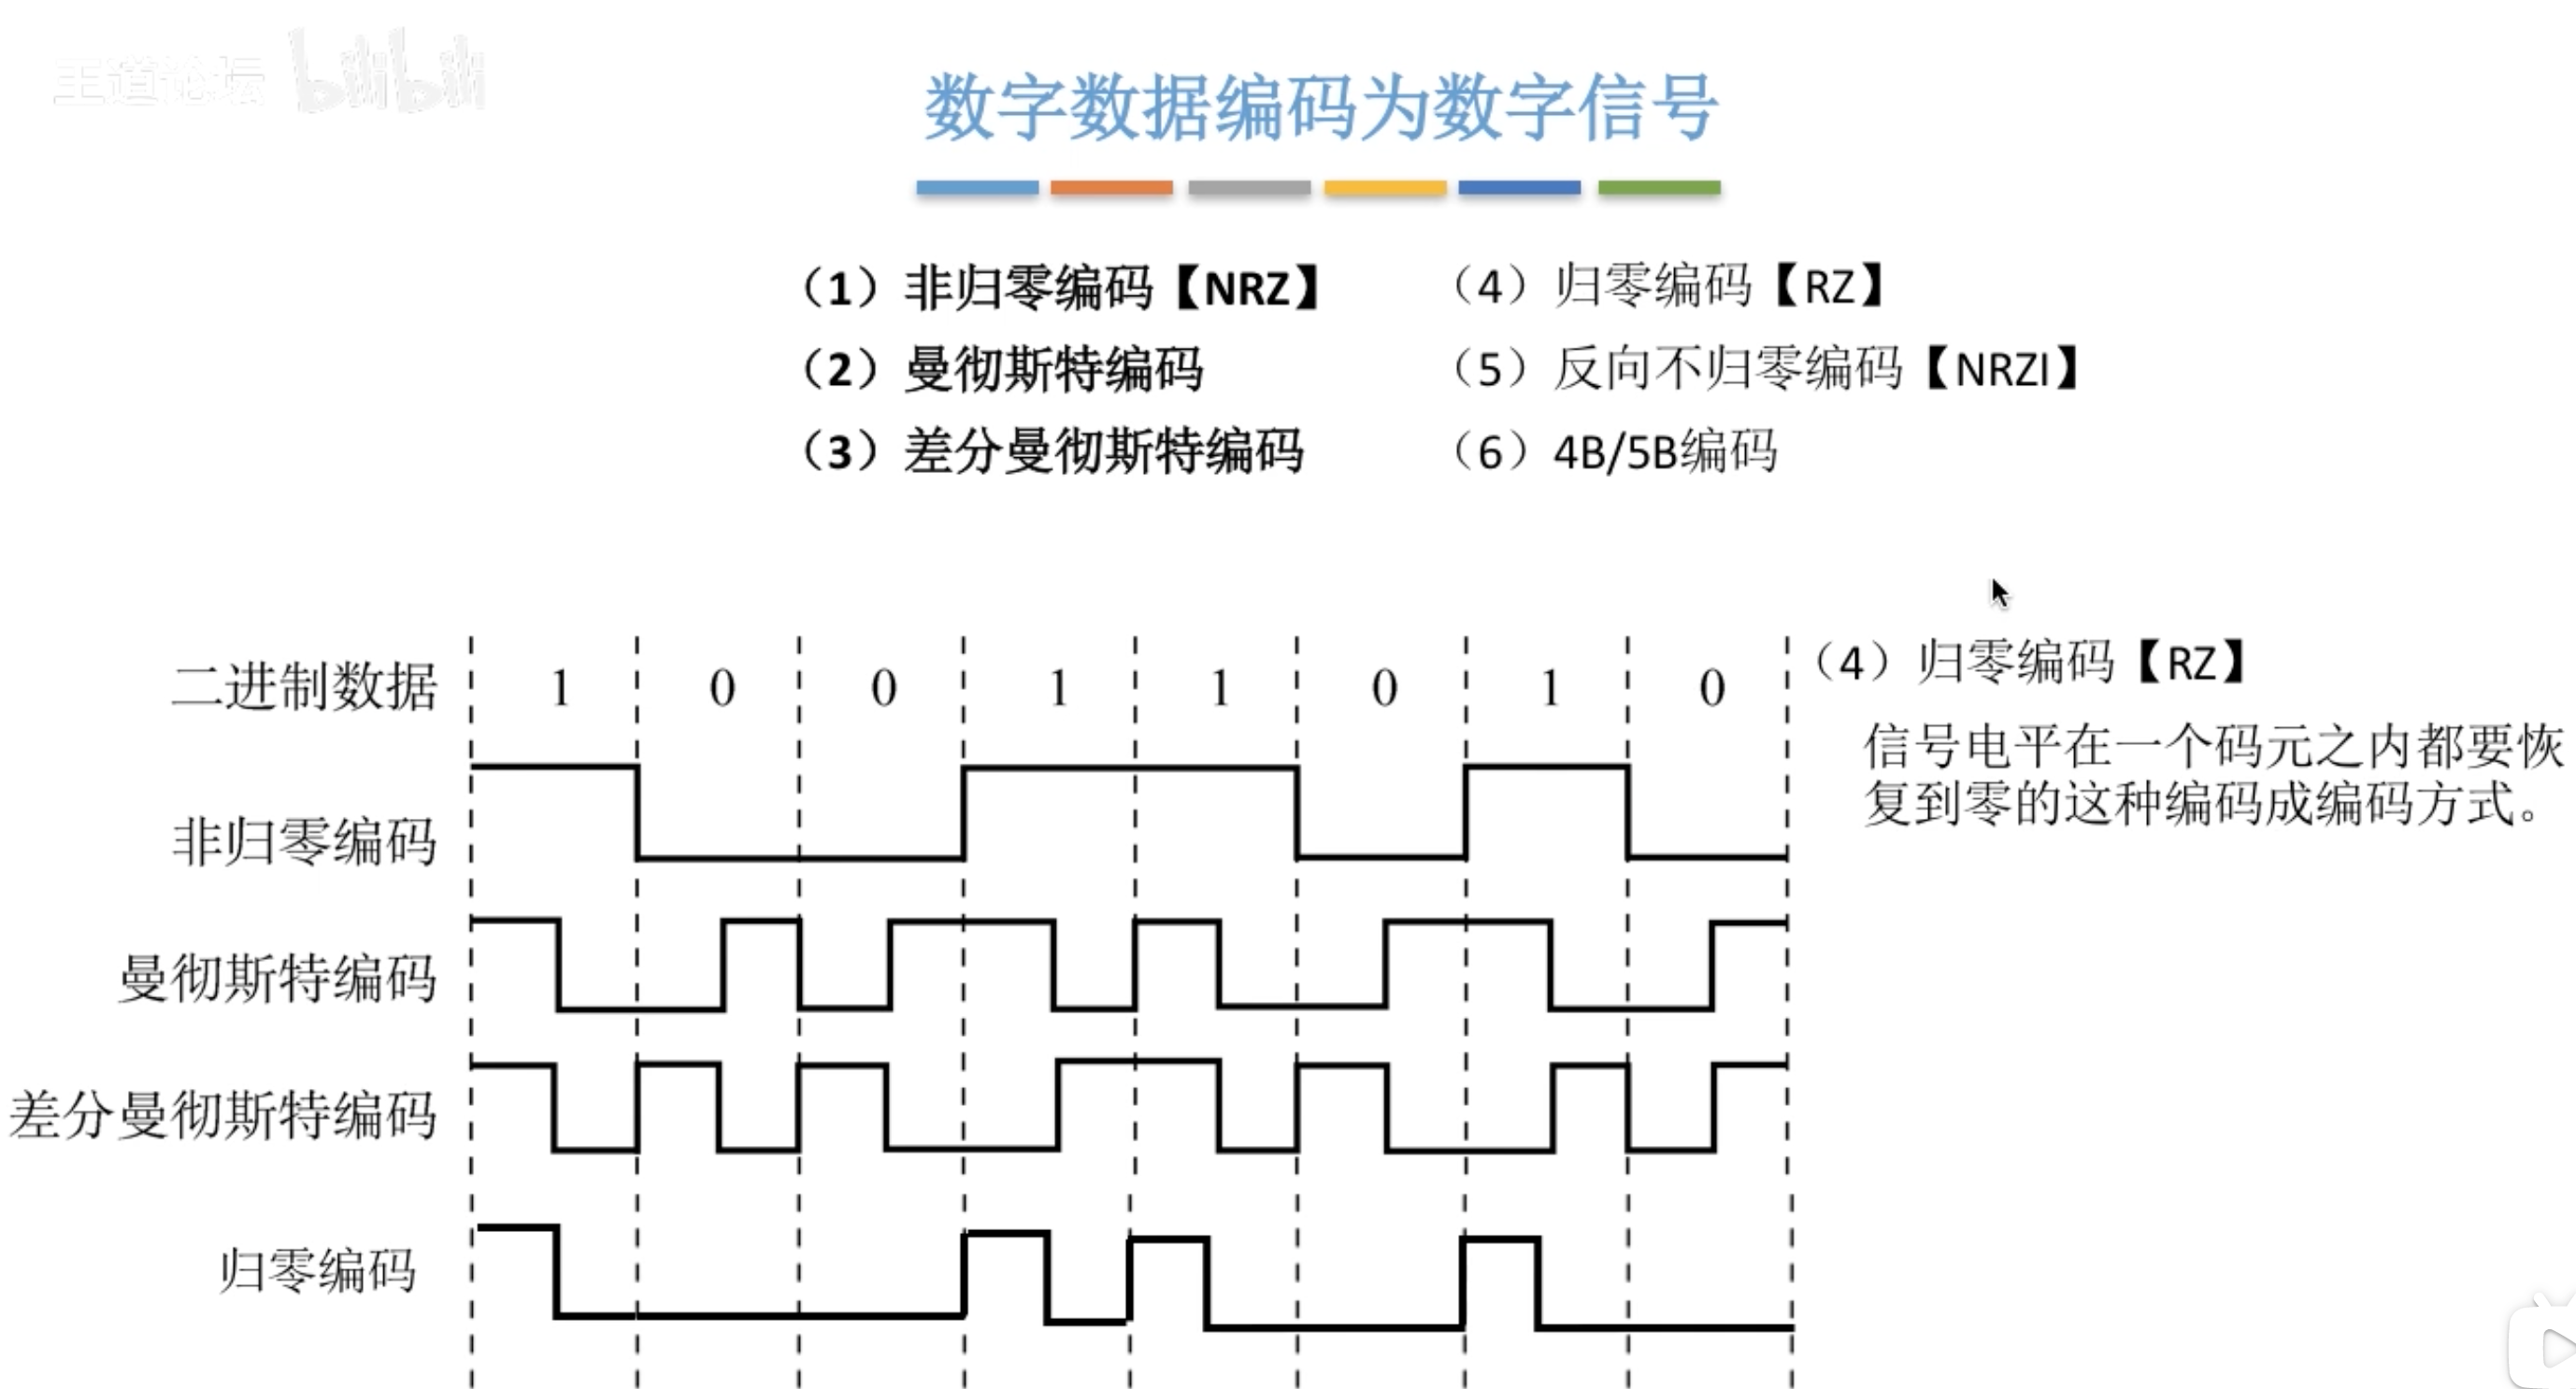 王道论坛 bilibili
数字数据编码为数字信号
（1）非归零编码【NRZ】
（2）曼彻斯特编码
（3）差分曼彻斯特编码
（4）归零编码【RZ】
（5）反向不归零编码【NRZI】
（6）4B/5B编码
二进制数据 1 0 0 1 1 0 1 0
非归零编码
曼彻斯特编码
差分曼彻斯特编码
归零编码
（4）归零编码【RZ】
信号电平在一个码元之内都要恢
复到零的这种编码成编码方式。